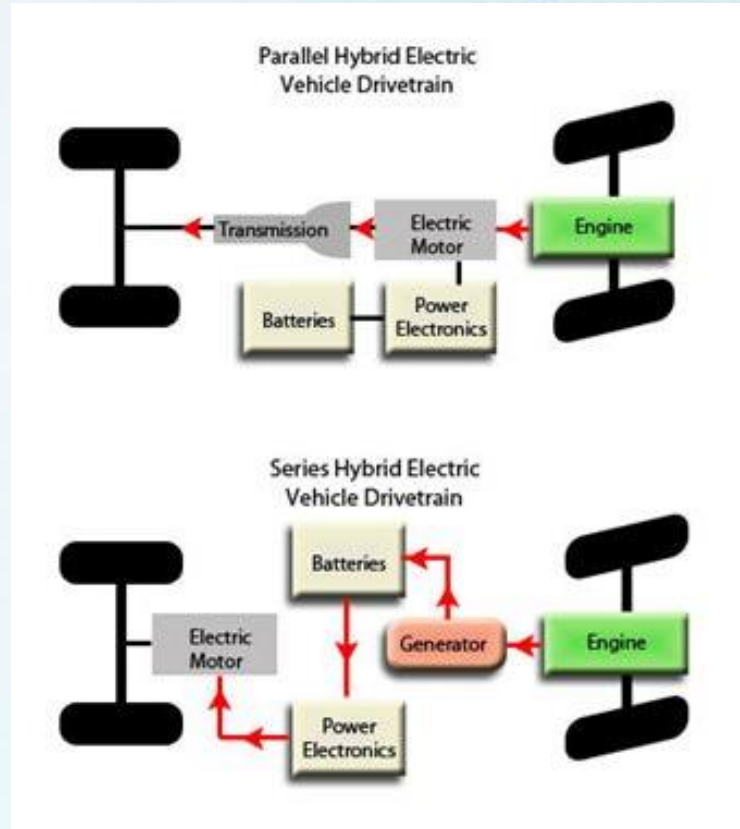 Parallel Hybrid Electric
Vehicle Drivetrain
Transmission
Electric
Motor
Engine
Batteries
Power
Electronics
Series Hybrid Electric
Vehicle Drivetrain
Batteries
Electric
Motor
Generator
Engine
Power
Electronics